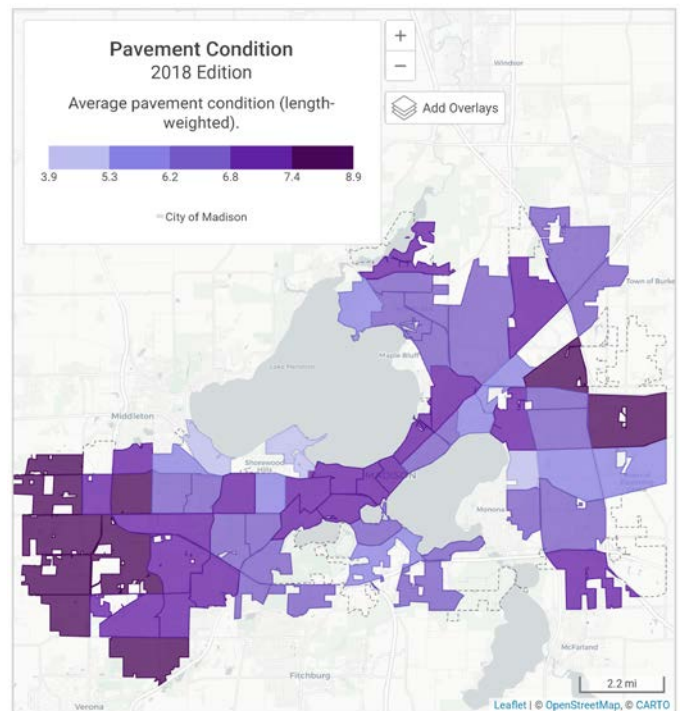 Pavement Condition
2018 Edition
Average pavement condition (length-
weighted).
3.9 5.3 6.2 6.8 7.4 8.9
City of Madison
+
−
Add Overlays
Windsor
Town of Burke
Maple Bluff
Lake Mendota
Middleton
Shorewood
Hills
MADISON
Monona
McFarland
Fitchburg
Verona
2.2 mi
Leaflet | © OpenStreetMap, © CARTO